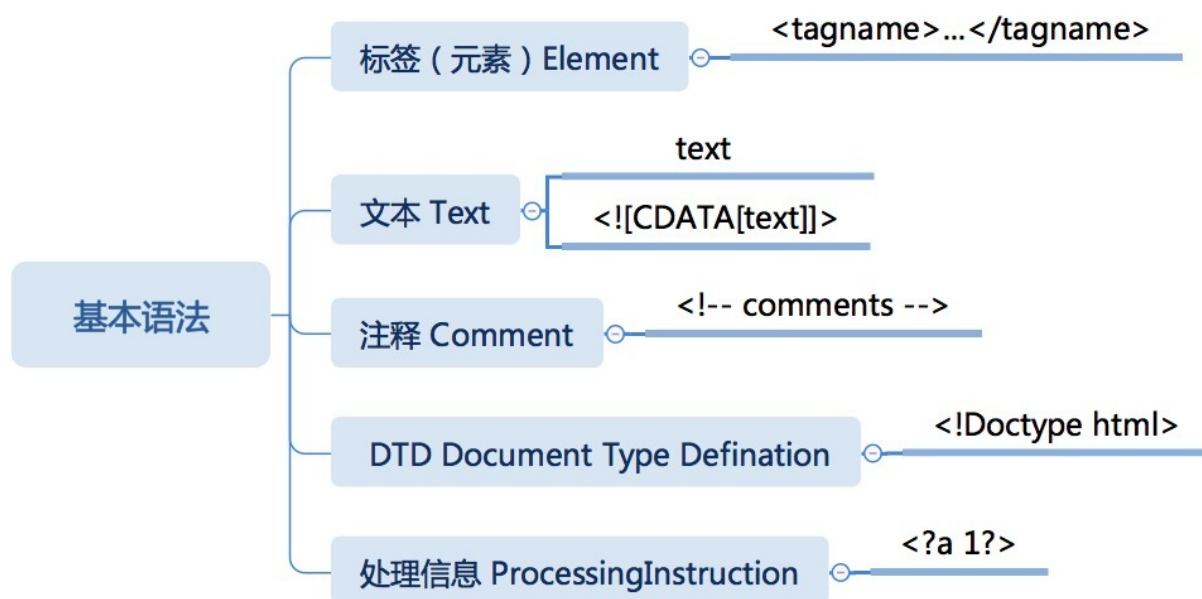 基本语法
标签（元素）Element
<tagname>...</tagname>
文本 Text
text
<![CDATA[text]]>
注释 Comment
<!-- comments -->
DTD Document Type Defination
<!Doctype html>
处理信息 ProcessingInstruction
<?a 1?>